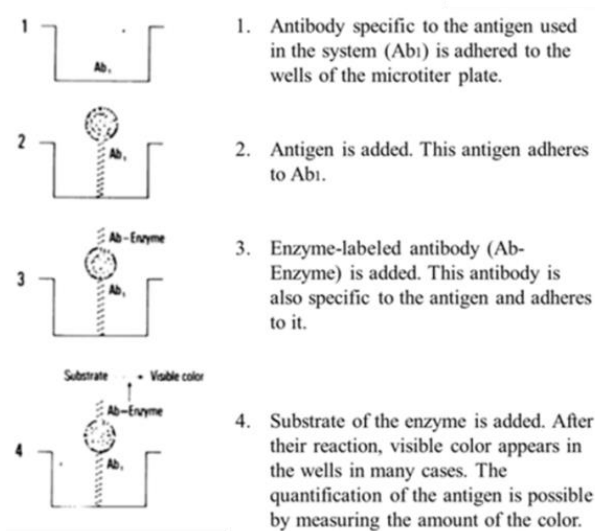 1
Ab₁
1. Antibody specific to the antigen used
in the system (Ab₁) is adhered to the
wells of the microtiter plate.
2
Ab₁
2. Antigen is added. This antigen adheres
to Ab₁.
Ab-Enzyme
3
Ab₁
3. Enzyme-labeled antibody (Ab-
Enzyme) is added. This antibody is
also specific to the antigen and adheres
to it.
Substrate Visible color
Ab-Enzyme
4
Ab₁
4. Substrate of the enzyme is added. After
their reaction, visible color appears in
the wells in many cases. The
quantification of the antigen is possible
by measuring the amount of the color.